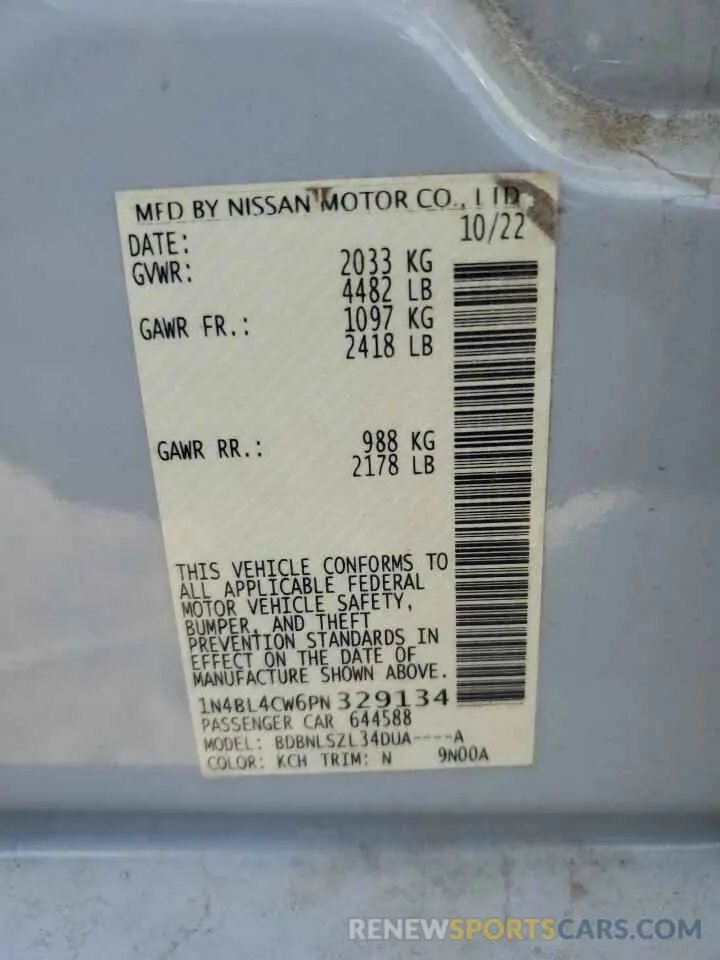 MFD BY NISSAN MOTOR CO., LTD.
DATE: 10/22
GVWR: 2033 KG
4482 LB
GAWR FR.: 1097 KG
2418 LB
GAWR RR.: 988 KG
2178 LB
THIS VEHICLE CONFORMS TO
ALL APPLICABLE FEDERAL
MOTOR VEHICLE SAFETY,
BUMPER, AND THEFT
PREVENTION STANDARDS IN
EFFECT ON THE DATE OF
MANUFACTURE SHOWN ABOVE.
1N4BL4CW6PN 329134
PASSENGER CAR 644588
MODEL: BDBNLSZL34DUA----A
COLOR: KCH TRIM: N 9N00A
RENEWSPORTSCARS.COM